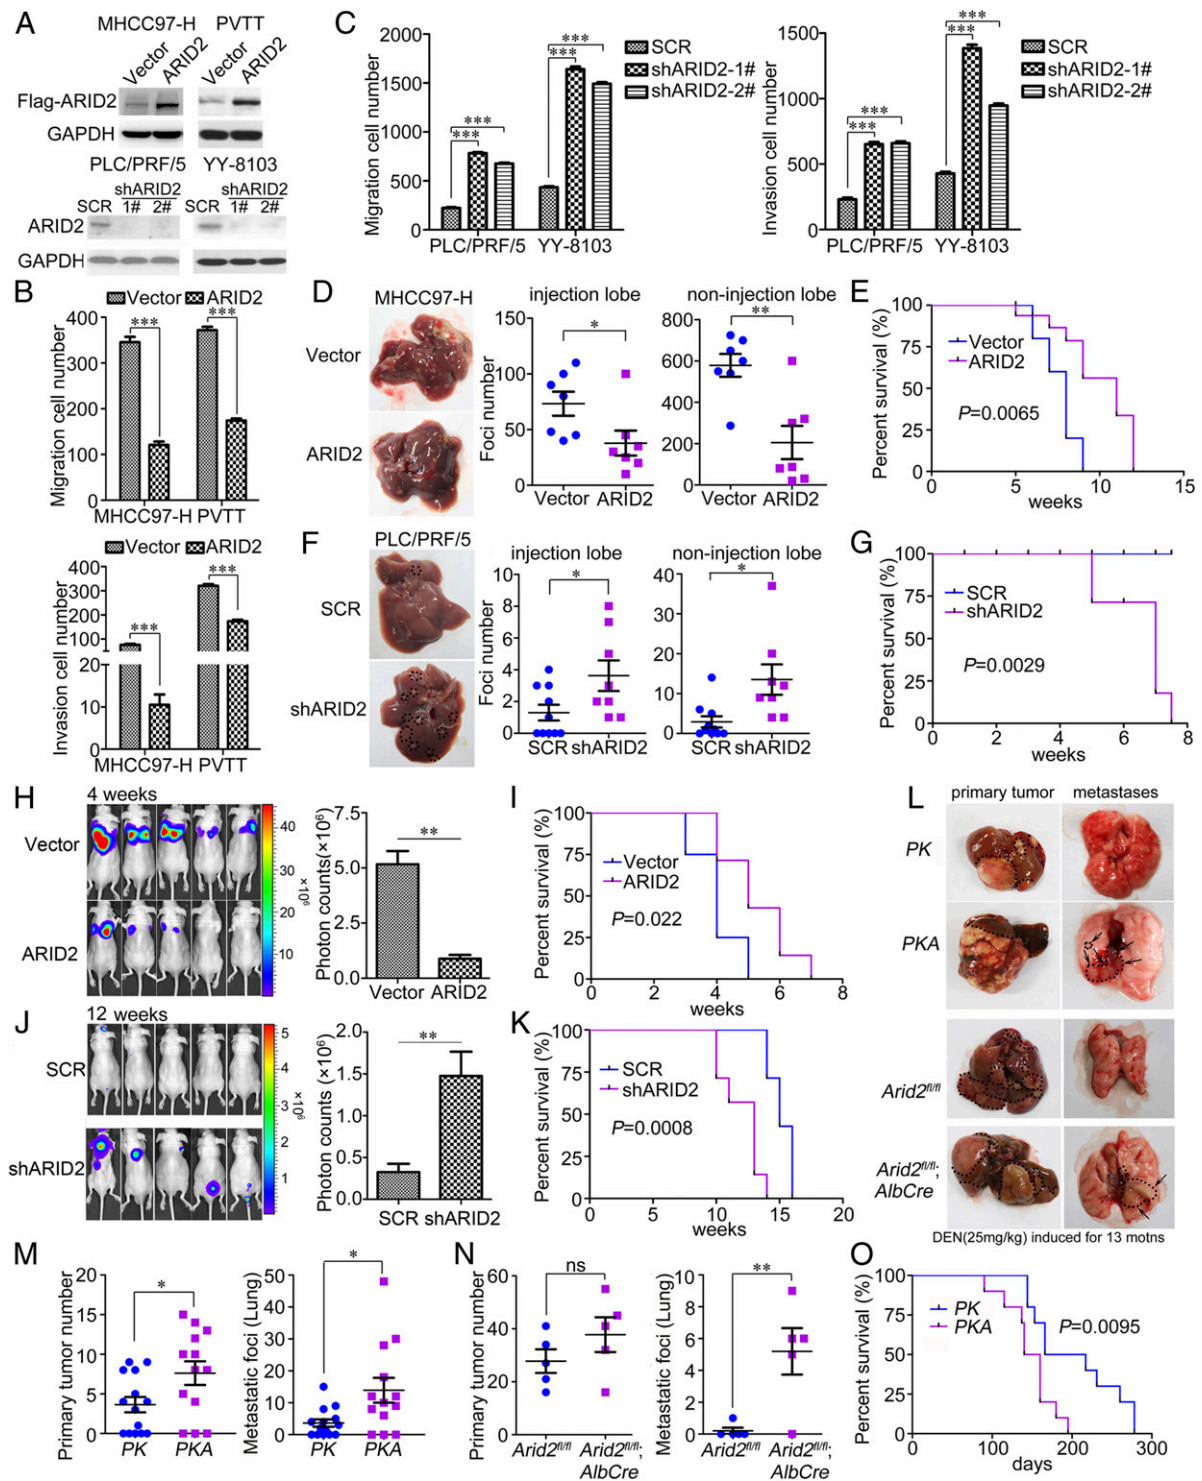 A
MHCC97-H PVTT
Vector ARID2 Vector ARID2
Flag-ARID2
GAPDH
PLC/PRF/5 YY-8103
shARID2 shARID2
SCR 1# 2# SCR 1# 2#
ARID2
GAPDH
B
Vector ARID2
Migration cell number
400
300
200
100
0
*** ***
MHCC97-H PVTT
Vector ARID2
Invasion cell number
400
300
200
100
20
10
0
*** ***
MHCC97-H PVTT
C
Migration cell number
2000
1500
1000
500
0
*** *** *** ***
SCR
shARID2-1#
shARID2-2#
PLC/PRF/5 YY-8103
Invasion cell number
1500
1000
500
0
*** *** *** ***
SCR
shARID2-1#
shARID2-2#
PLC/PRF/5 YY-8103
D
MHCC97-H
Vector
ARID2
injection lobe
Foci number
150
100
50
0
*
Vector ARID2
non-injection lobe
800
600
400
200
0
**
Vector ARID2
E
Percent survival (%)
100
75
50
25
0
Vector
ARID2
P=0.0065
0 5 10 15
weeks
F
PLC/PRF/5
SCR
shARID2
injection lobe
Foci number
10
8
6
4
2
0
*
SCR shARID2
non-injection lobe
40
30
20
10
0
*
SCR shARID2
G
Percent survival (%)
100
75
50
25
0
SCR
shARID2
P=0.0029
0 2 4 6 8
weeks
H
4 weeks
Vector
ARID2
40
30
20
10
×10⁶
Photon counts(×10⁶)
7.5
5.0
2.5
0.0
**
Vector ARID2
I
Percent survival (%)
100
75
50
25
0
Vector
ARID2
P=0.022
0 2 4 6 8
weeks
J
12 weeks
SCR
shARID2
5
4
3
2
1
×10⁶
Photon counts (×10⁶)
2.0
1.5
1.0
0.5
0.0
**
SCR shARID2
K
Percent survival (%)
100
75
50
25
0
SCR
shARID2
P=0.0008
0 5 10 15 20
weeks
L
primary tumor metastases
PK
PKA
Arid2fl/fl
Arid2fl/fl;
AlbCre
DEN(25mg/kg) induced for 13 motns
M
Primary tumor number
20
15
10
5
0
*
PK PKA
Metastatic foci (Lung)
50
40
30
20
10
0
*
PK PKA
N
Primary tumor number
60
40
20
0
ns
Arid2fl/fl Arid2fl/fl;
AlbCre
Metastatic foci (Lung)
10
8
6
4
2
0
**
Arid2fl/fl Arid2fl/fl;
AlbCre
O
Percent survival (%)
100
75
50
25
0
PK
PKA
P=0.0095
0 100 200 300
days